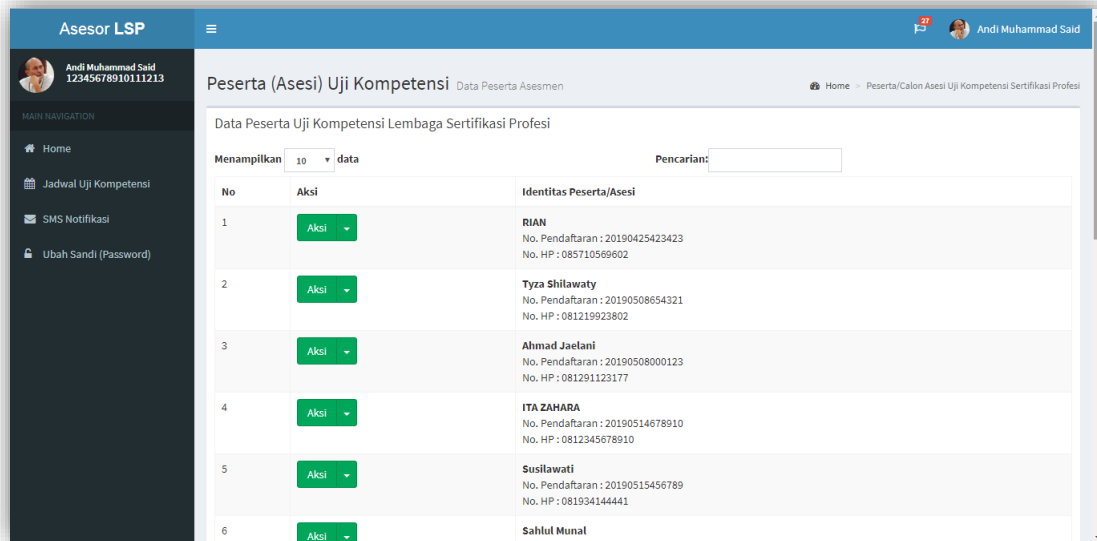 Asesor LSP
27
Andi Muhammad Said
Andi Muhammad Said
12345678910111213
MAIN NAVIGATION
Home
Jadwal Uji Kompetensi
SMS Notifikasi
Ubah Sandi (Password)
Peserta (Asesi) Uji Kompetensi Data Peserta Asesmen
Home > Peserta/Calon Asesi Uji Kompetensi Sertifikasi Profesi
Data Peserta Uji Kompetensi Lembaga Sertifikasi Profesi
Menampilkan 10 data
Pencarian:
No Aksi Identitas Peserta/Asesi
1 Aksi RIAN
No. Pendaftaran : 20190425423423
No. HP : 085710569602
2 Aksi Tyza Shilawaty
No. Pendaftaran : 20190508654321
No. HP : 081219923802
3 Aksi Ahmad Jaelani
No. Pendaftaran : 20190508000123
No. HP : 081291123177
4 Aksi ITA ZAHARA
No. Pendaftaran : 20190514678910
No. HP : 0812345678910
5 Aksi Susilawati
No. Pendaftaran : 20190515456789
No. HP : 081934144441
6 Aksi Sahlul Munal